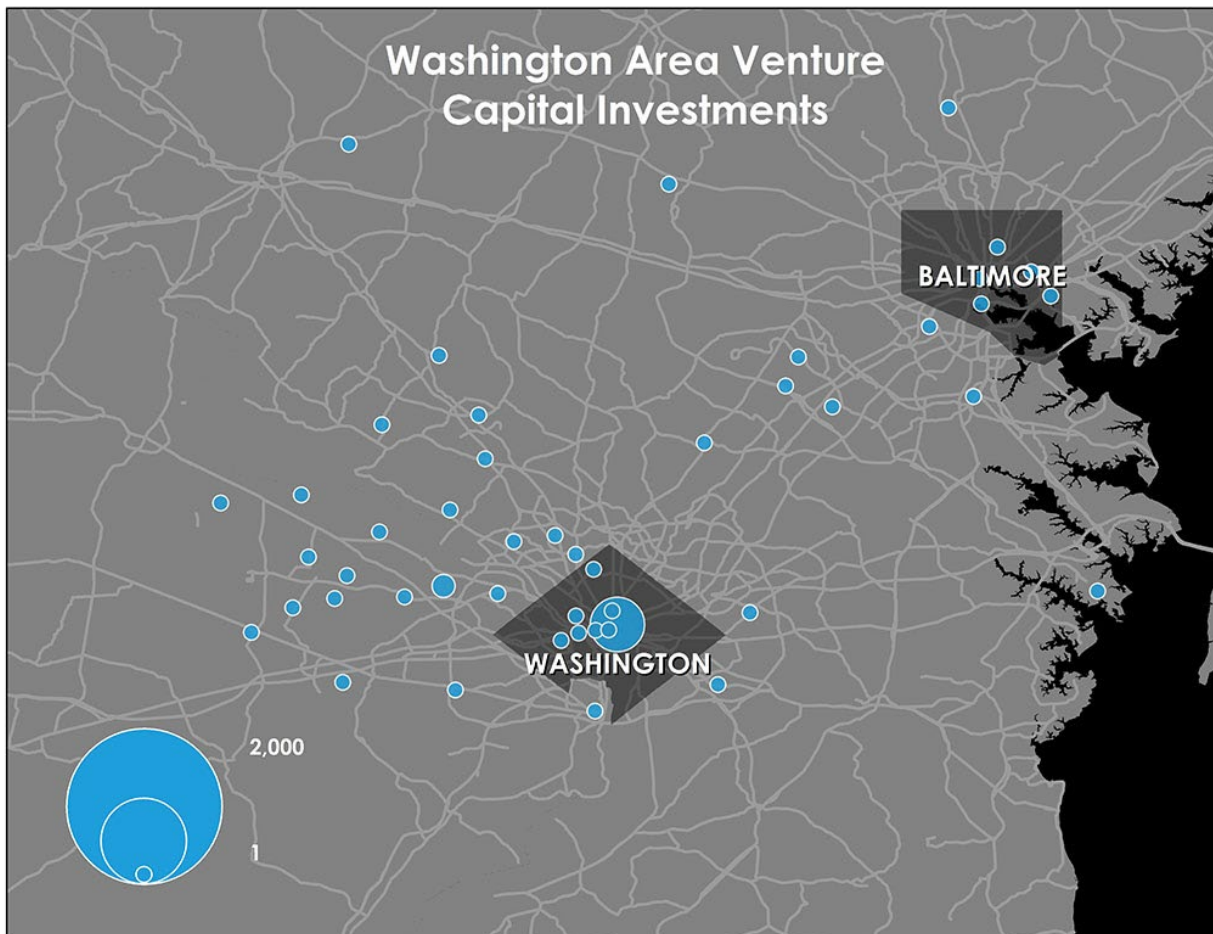 Washington Area Venture
Capital Investments
BALTIMORE
WASHINGTON
2,000
1